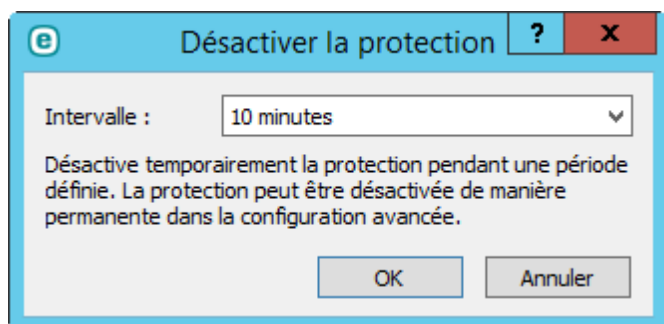 Désactiver la protection
?
x
Intervalle :
10 minutes
Désactive temporairement la protection pendant une période
définie. La protection peut être désactivée de manière
permanente dans la configuration avancée.
OK
Annuler